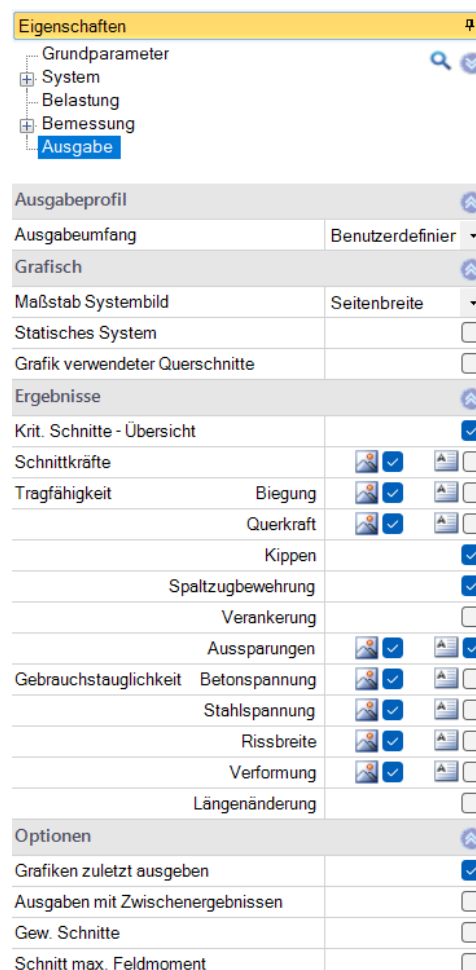 Eigenschaften
Grundparameter
System
Belastung
Bemessung
Ausgabe
Ausgabeprofil
Ausgabeumfang Benutzerdefinier
Grafisch
Maßstab Systembild Seitenbreite
Statisches System
Grafik verwendeter Querschnitte
Ergebnisse
Krit. Schnitte - Übersicht
Schnittkräfte
Tragfähigkeit Biegung
Querkraft
Kippen
Spaltzugbewehrung
Verankerung
Aussparungen
Gebrauchstauglichkeit Betonspannung
Stahlspannung
Rissbreite
Verformung
Längenänderung
Optionen
Grafiken zuletzt ausgeben
Ausgaben mit Zwischenergebnissen
Gew. Schnitte
Schnitt max. Feldmoment